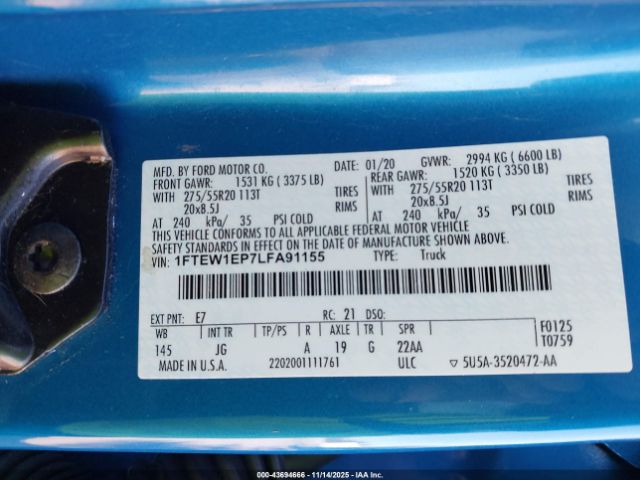 MFD. BY FORD MOTOR CO.
DATE: 01/20 GVWR: 2994 KG ( 6600 LB)
FRONT GAWR: 1531 KG ( 3375 LB)
REAR GAWR: 1520 KG ( 3350 LB)
WITH 275/55R20 113T TIRES
WITH 275/55R20 113T TIRES
20x8.5J RIMS
20x8.5J RIMS
AT 240 kPa/ 35 PSI COLD
AT 240 kPa/ 35 PSI COLD
THIS VEHICLE CONFORMS TO ALL APPLICABLE FEDERAL MOTOR VEHICLE
SAFETY STANDARDS IN EFFECT ON THE DATE OF MANUFACTURE SHOWN ABOVE.
VIN: 1FTEW1EP7LFA91155 TYPE: Truck
EXT PNT: E7 RC: 21 DSO:
WB INT TR TP/PS R AXLE TR SPR
F0125
T0759
145 JG A 19 G 22AA
MADE IN U.S.A. 2202001111761 ULC ▽ 5U5A-3520472-AA
00-43694666 - 11/14/2025 - IAAI.COM